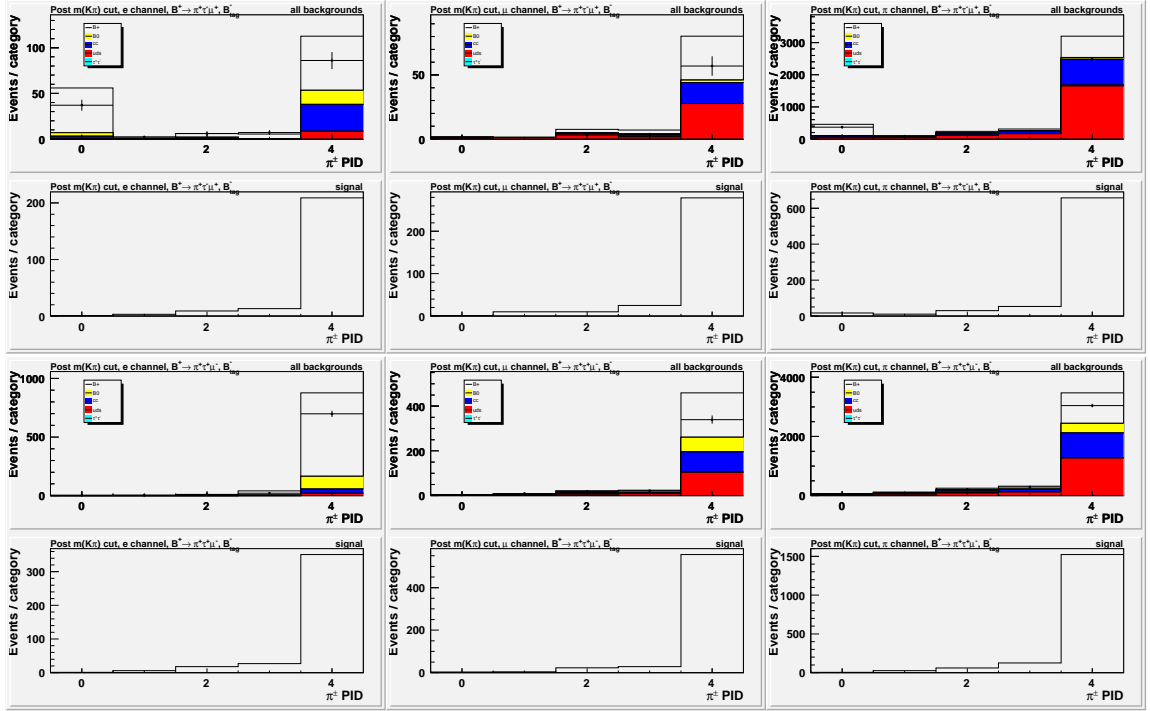 Post m(Kπ) cut, e channel, B⁺→ π⁺τ⁻μ⁺, B⁻tag all backgrounds
Events / category
100
50
0
B+
B0
cc
uds
τ⁺τ⁻
0 2 4
π± PID
Post m(Kπ) cut, μ channel, B⁺→ π⁺τ⁻μ⁺, B⁻tag all backgrounds
Events / category
50
0
B+
B0
cc
uds
τ⁺τ⁻
0 2 4
π± PID
Post m(Kπ) cut, π channel, B⁺→ π⁺τ⁻μ⁺, B⁻tag all backgrounds
Events / category
3000
2000
1000
0
B+
B0
cc
uds
τ⁺τ⁻
0 2 4
π± PID
Post m(Kπ) cut, e channel, B⁺→ π⁺τ⁻μ⁺, B⁻tag signal
Events / category
200
100
0
0 2 4
π± PID
Post m(Kπ) cut, μ channel, B⁺→ π⁺τ⁻μ⁺, B⁻tag signal
Events / category
200
100
0
0 2 4
π± PID
Post m(Kπ) cut, π channel, B⁺→ π⁺τ⁻μ⁺, B⁻tag signal
Events / category
600
400
200
0
0 2 4
π± PID
Post m(Kπ) cut, e channel, B⁺→ π⁺τ⁺μ⁻, B⁻tag all backgrounds
Events / category
1000
500
0
B+
B0
cc
uds
τ⁺τ⁻
0 2 4
π± PID
Post m(Kπ) cut, μ channel, B⁺→ π⁺τ⁺μ⁻, B⁻tag all backgrounds
Events / category
400
200
0
B+
B0
cc
uds
τ⁺τ⁻
0 2 4
π± PID
Post m(Kπ) cut, π channel, B⁺→ π⁺τ⁺μ⁻, B⁻tag all backgrounds
Events / category
4000
2000
0
B+
B0
cc
uds
τ⁺τ⁻
0 2 4
π± PID
Post m(Kπ) cut, e channel, B⁺→ π⁺τ⁺μ⁻, B⁻tag signal
Events / category
300
200
100
0
0 2 4
π± PID
Post m(Kπ) cut, μ channel, B⁺→ π⁺τ⁺μ⁻, B⁻tag signal
Events / category
400
200
0
0 2 4
π± PID
Post m(Kπ) cut, π channel, B⁺→ π⁺τ⁺μ⁻, B⁻tag signal
Events / category
1500
1000
500
0
0 2 4
π± PID